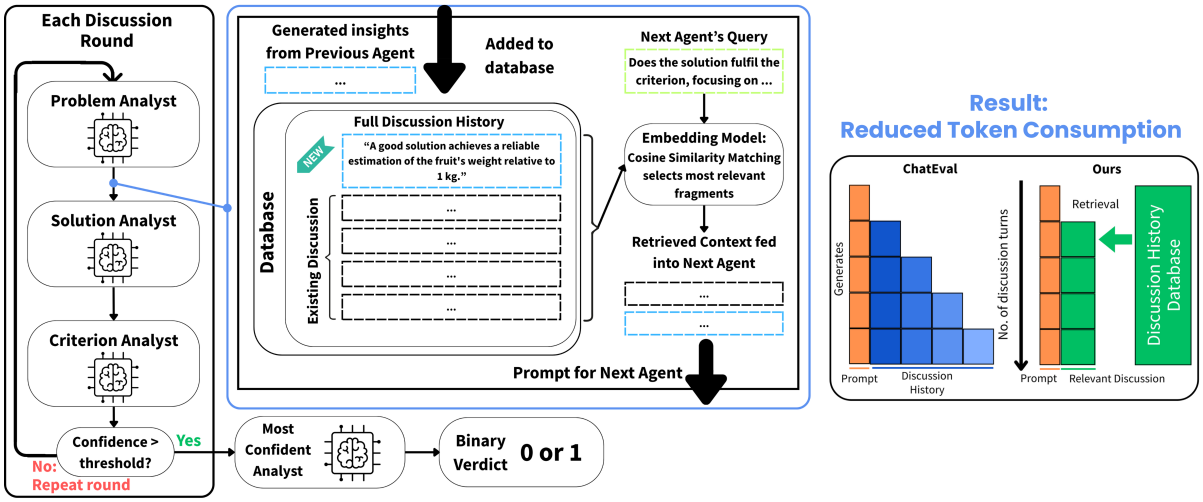 Each Discussion
Round
Problem Analyst
Solution Analyst
Criterion Analyst
Confidence >
threshold?
Yes
No:
Repeat round
Most
Confident
Analyst
Binary
Verdict
0 or 1
Generated insights
from Previous Agent
...
Added to
database
Database
Full Discussion History
NEW
“A good solution achieves a reliable
estimation of the fruit's weight relative to
1 kg.”
Existing Discussion
...
...
...
...
Next Agent’s Query
Does the solution fulfil the
criterion, focusing on ...
Embedding Model:
Cosine Similarity Matching
selects most relevant
fragments
Retrieved Context fed
into Next Agent
...
...
Prompt for Next Agent
Result:
Reduced Token Consumption
ChatEval
Generates
Prompt
Discussion
History
No. of discussion turns
Ours
Retrieval
Discussion History
Database
Prompt
Relevant Discussion